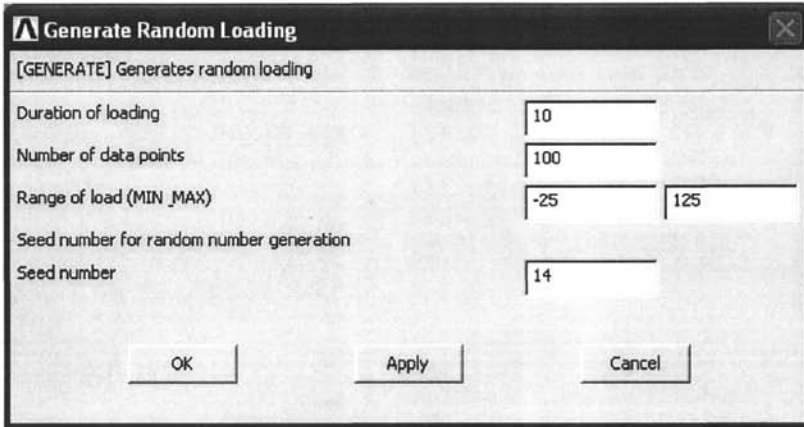 Generate Random Loading
[GENERATE] Generates random loading
Duration of loading 10
Number of data points 100
Range of load (MIN_MAX) -25 125
Seed number for random number generation
Seed number 14
OK Apply Cancel